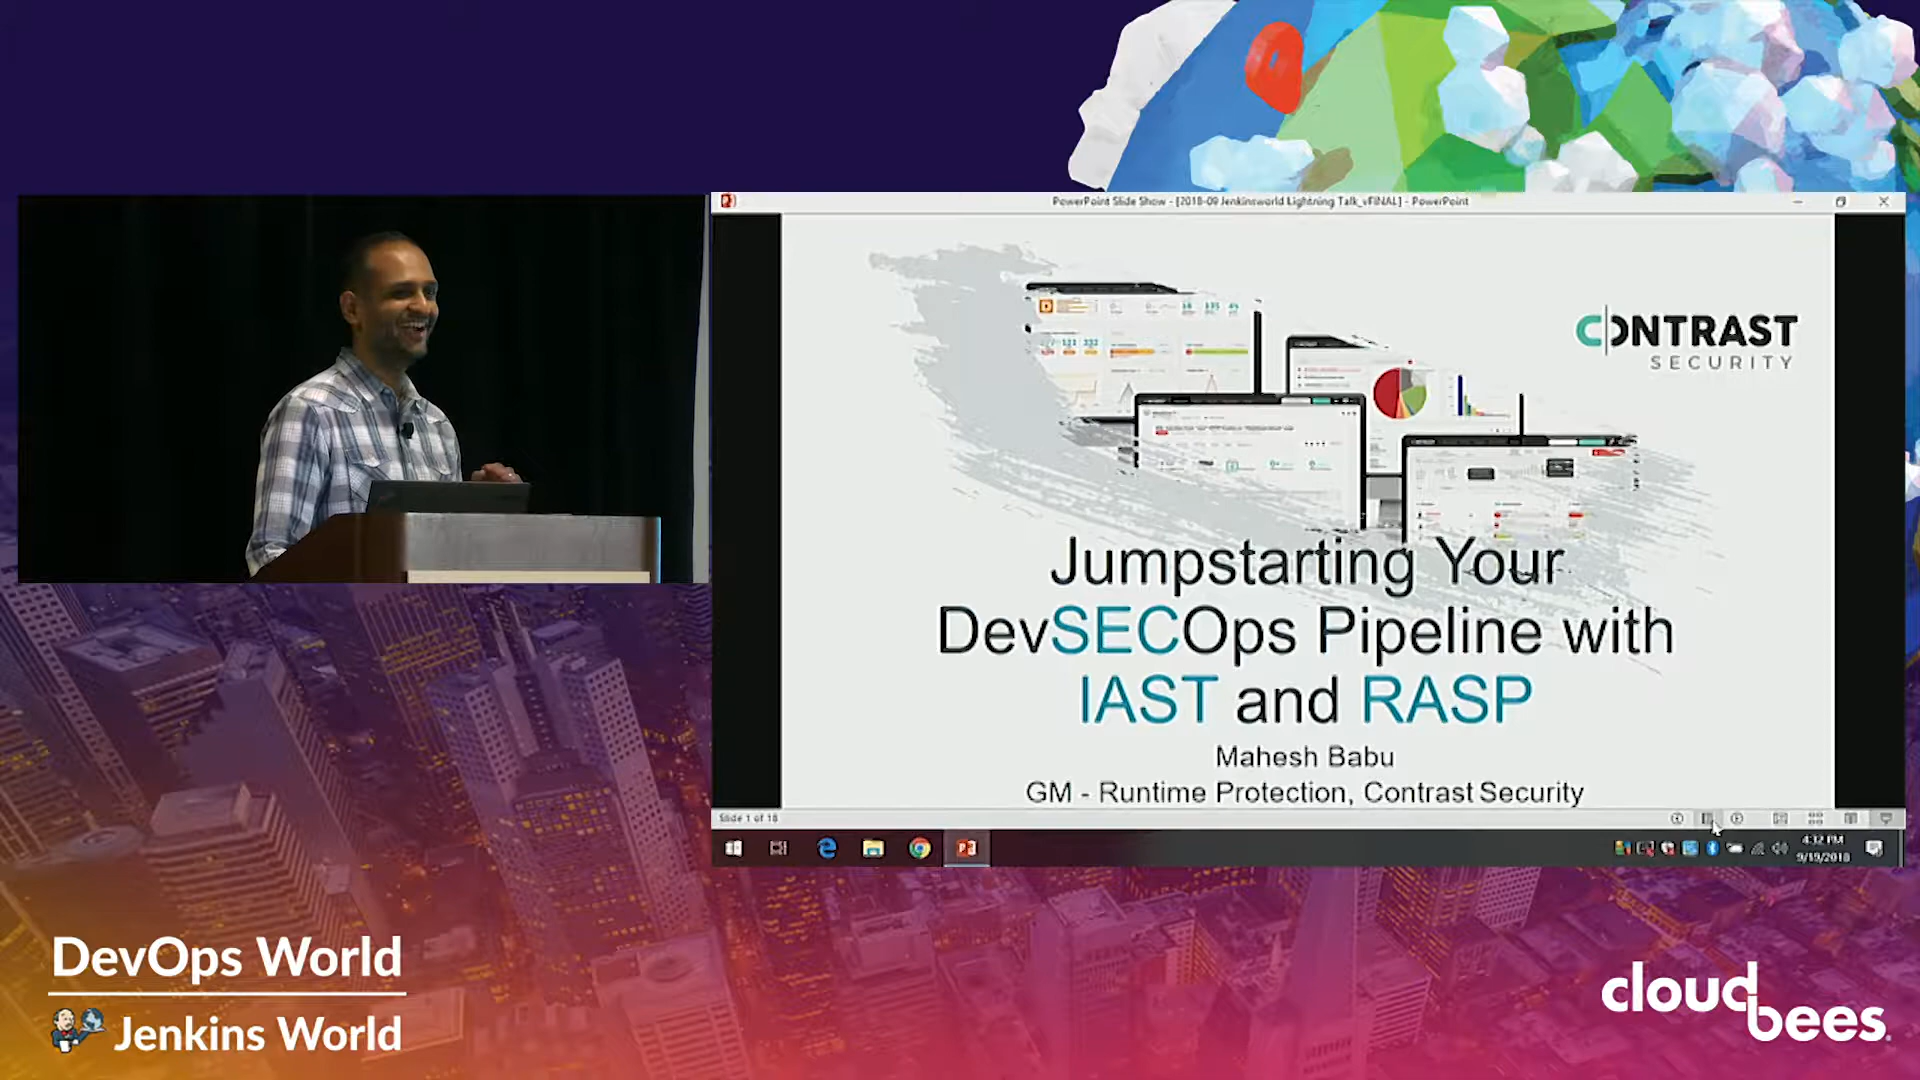 PowerPoint Slide Show - [2018-09 Jenkinsworld Lightning Talk_vFINAL] - PowerPoint
CONTRAST
SECURITY
Jumpstarting Your
DevSECOps Pipeline with
IAST and RASP
Mahesh Babu
GM - Runtime Protection, Contrast Security
Slide 1 of 18
4:32 PM
9/19/2018
DevOps World
Jenkins World
cloudbees